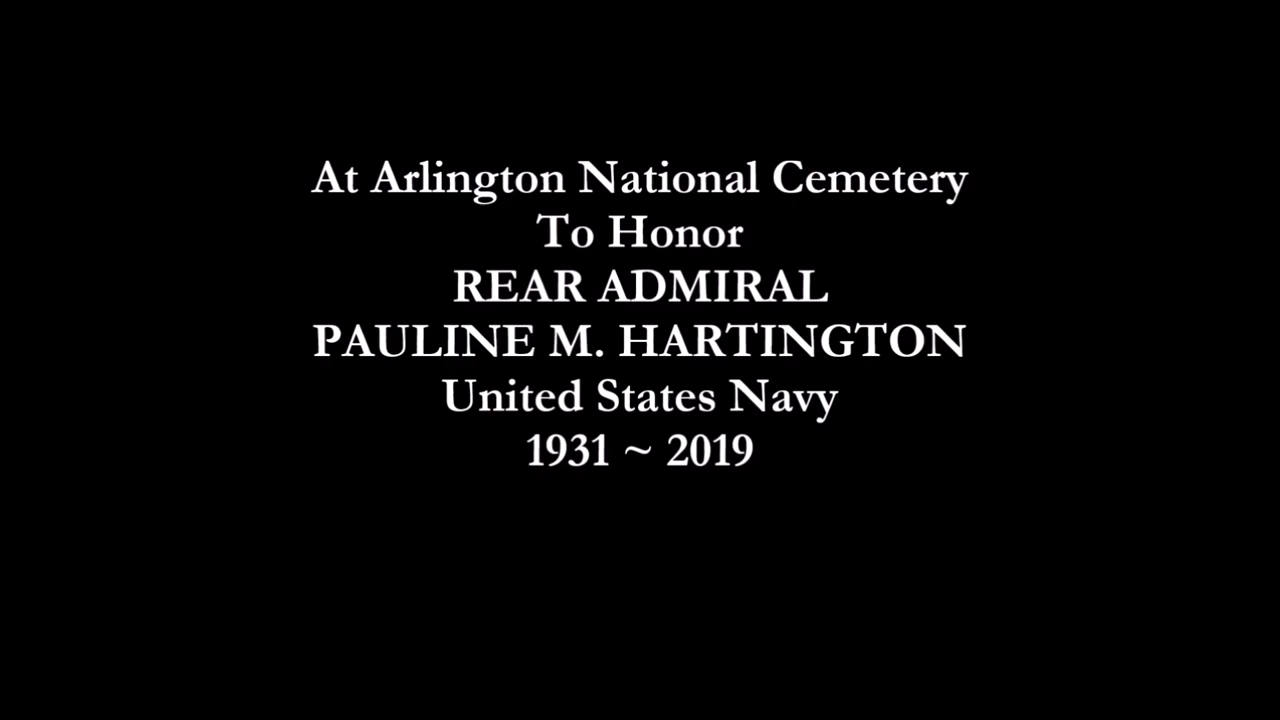 At Arlington National Cemetery
To Honor
REAR ADMIRAL
PAULINE M. HARTINGTON
United States Navy
1931 ~ 2019